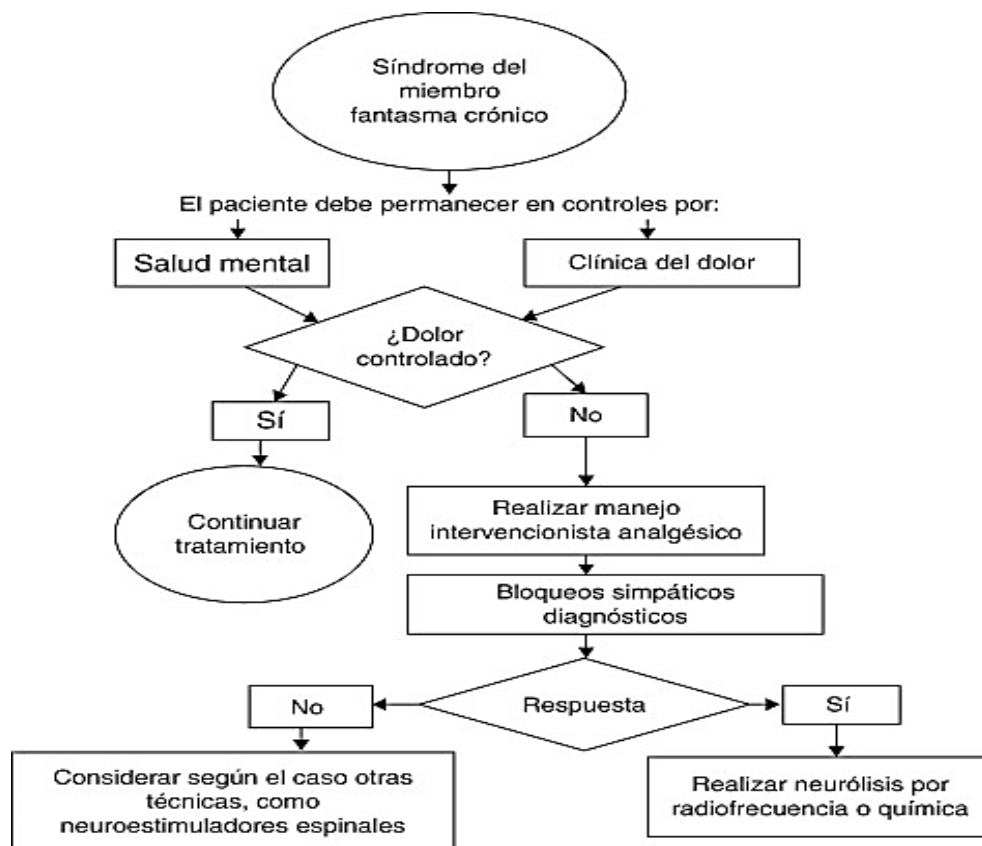 Síndrome del
miembro
fantasma crónico
El paciente debe permanecer en controles por:
Salud mental
Clínica del dolor
¿Dolor
controlado?
Sí
No
Continuar
tratamiento
Realizar manejo
intervencionista analgésico
Bloqueos simpáticos
diagnósticos
Respuesta
No
Sí
Considerar según el caso otras
técnicas, como
neuroestimuladores espinales
Realizar neurólisis por
radiofrecuencia o química